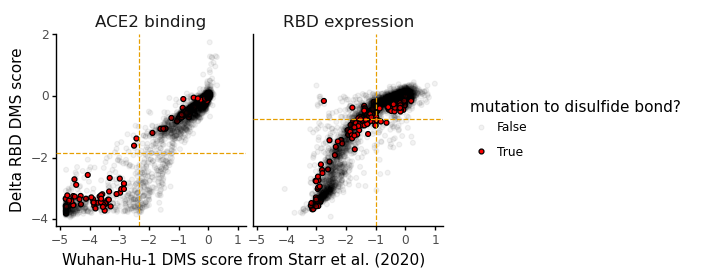 ACE2 binding
RBD expression
Delta RBD DMS score
2
0
−2
−4
−5 −4 −3 −2 −1 0 1
−5 −4 −3 −2 −1 0 1
Wuhan-Hu-1 DMS score from Starr et al. (2020)
mutation to disulfide bond?
False
True